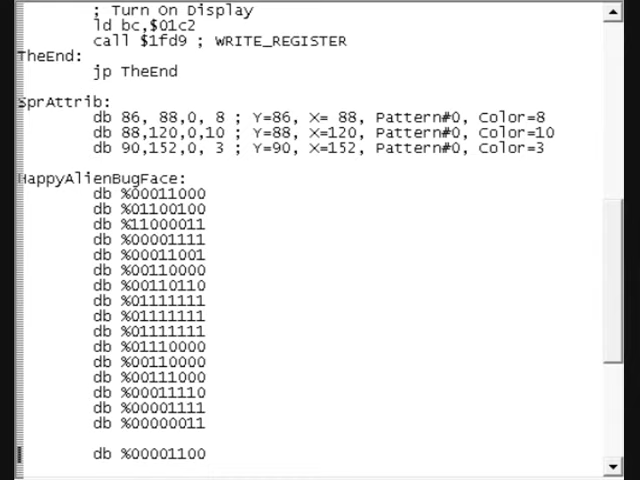 ; Turn On Display
ld bc,$01c2
call $1fd9 ; WRITE_REGISTER
TheEnd:
jp TheEnd
SprAttrib:
db 86, 88,0, 8 ; Y=86, X= 88, Pattern#0, Color=8
db 88,120,0,10 ; Y=88, X=120, Pattern#0, Color=10
db 90,152,0, 3 ; Y=90, X=152, Pattern#0, Color=3
HappyAlienBugFace:
db %00011000
db %01100100
db %11000011
db %00001111
db %00011001
db %00110000
db %00110110
db %01111111
db %01111111
db %01111111
db %01110000
db %00110000
db %00111000
db %00011110
db %00001111
db %00000011
db %00001100